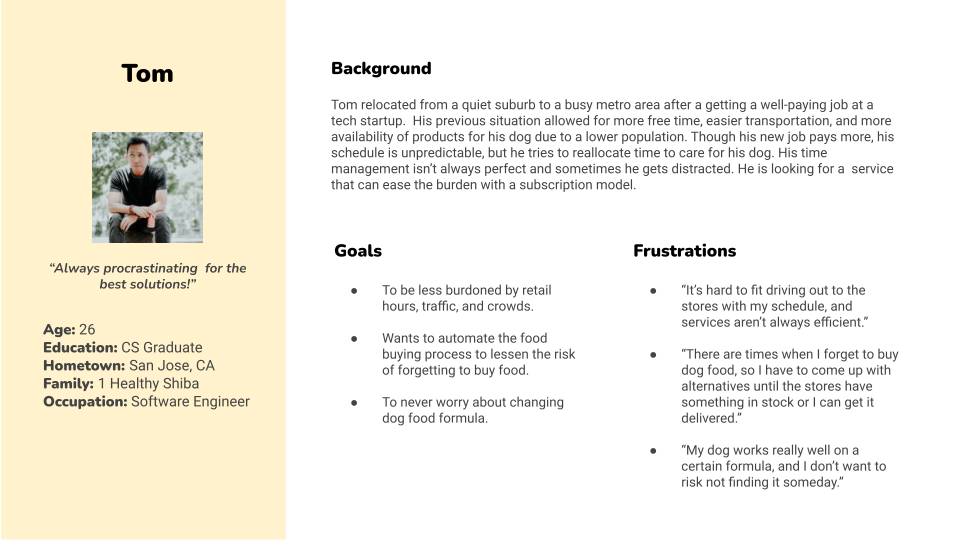 Tom
“Always procrastinating  for the
best solutions!”
Age: 26
Education: CS Graduate
Hometown: San Jose, CA
Family: 1 Healthy Shiba
Occupation: Software Engineer
Background
Tom relocated from a quiet suburb to a busy metro area after a getting a well-paying job at a
tech startup.  His previous situation allowed for more free time, easier transportation, and more
availability of products for his dog due to a lower population. Though his new job pays more, his
schedule is unpredictable, but he tries to reallocate time to care for his dog. His time
management isn’t always perfect and sometimes he gets distracted. He is looking for a  service
that can ease the burden with a subscription model.
Goals
● To be less burdoned by retail
hours, traffic, and crowds.
● Wants to automate the food
buying process to lessen the risk
of forgetting to buy food.
● To never worry about changing
dog food formula.
Frustrations
● “It’s hard to fit driving out to the
stores with my schedule, and
services aren’t always efficient.”
● “There are times when I forget to buy
dog food, so I have to come up with
alternatives until the stores have
something in stock or I can get it
delivered.”
● “My dog works really well on a
certain formula, and I don’t want to
risk not finding it someday.”